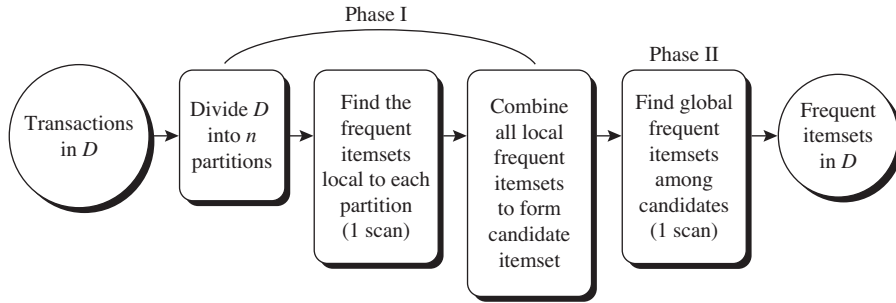 Phase I
Phase II
Transactions
in D
Divide D
into n
partitions
Find the
frequent
itemsets
local to each
partition
(1 scan)
Combine
all local
frequent
itemsets
to form
candidate
itemset
Find global
frequent
itemsets
among
candidates
(1 scan)
Frequent
itemsets
in D